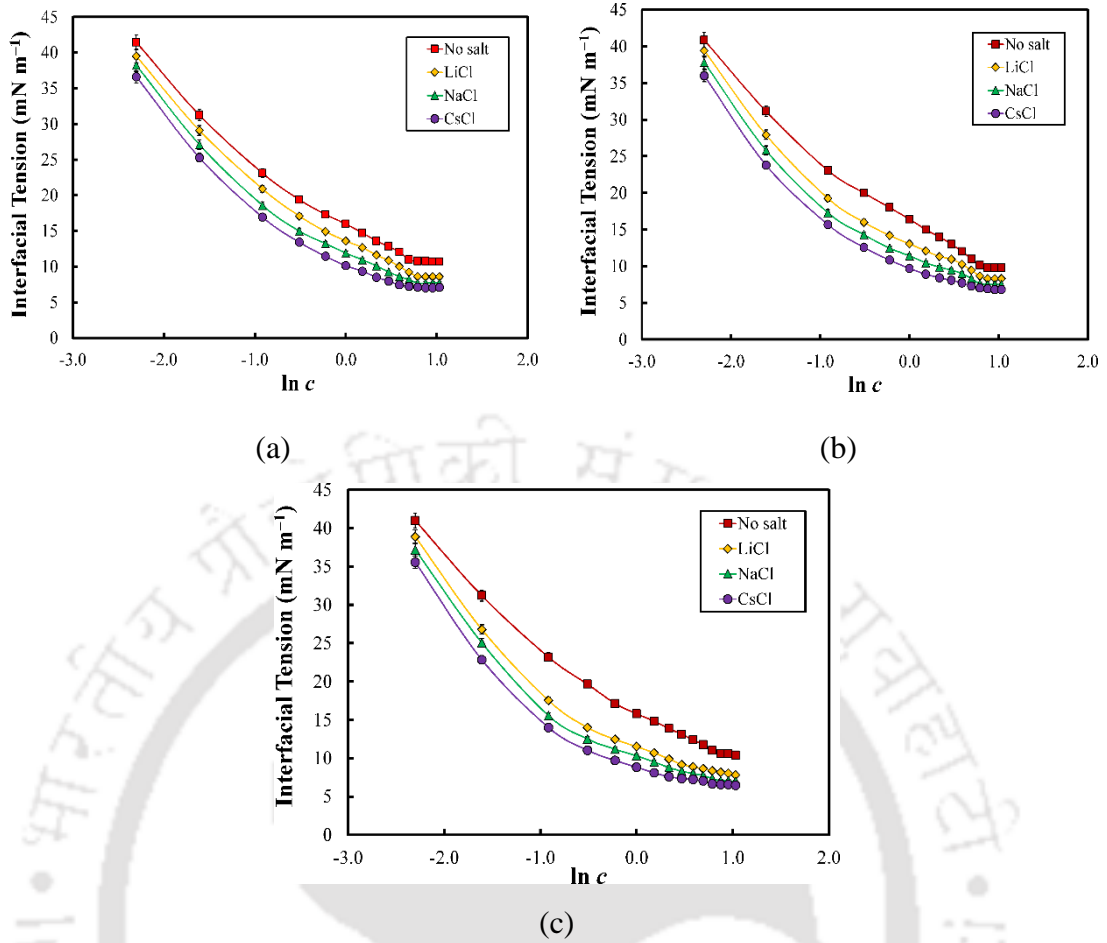 45
40
35
30
25
20
15
10
5
0
Interfacial Tension (mN m⁻¹)
No salt
LiCl
NaCl
CsCl
-3.0 -2.0 -1.0 0.0 1.0 2.0
ln c
(a)
45
40
35
30
25
20
15
10
5
0
Interfacial Tension (mN m⁻¹)
No salt
LiCl
NaCl
CsCl
-3.0 -2.0 -1.0 0.0 1.0 2.0
ln c
(b)
45
40
35
30
25
20
15
10
5
0
Interfacial Tension (mN m⁻¹)
No salt
LiCl
NaCl
CsCl
-3.0 -2.0 -1.0 0.0 1.0 2.0
ln c
(c)